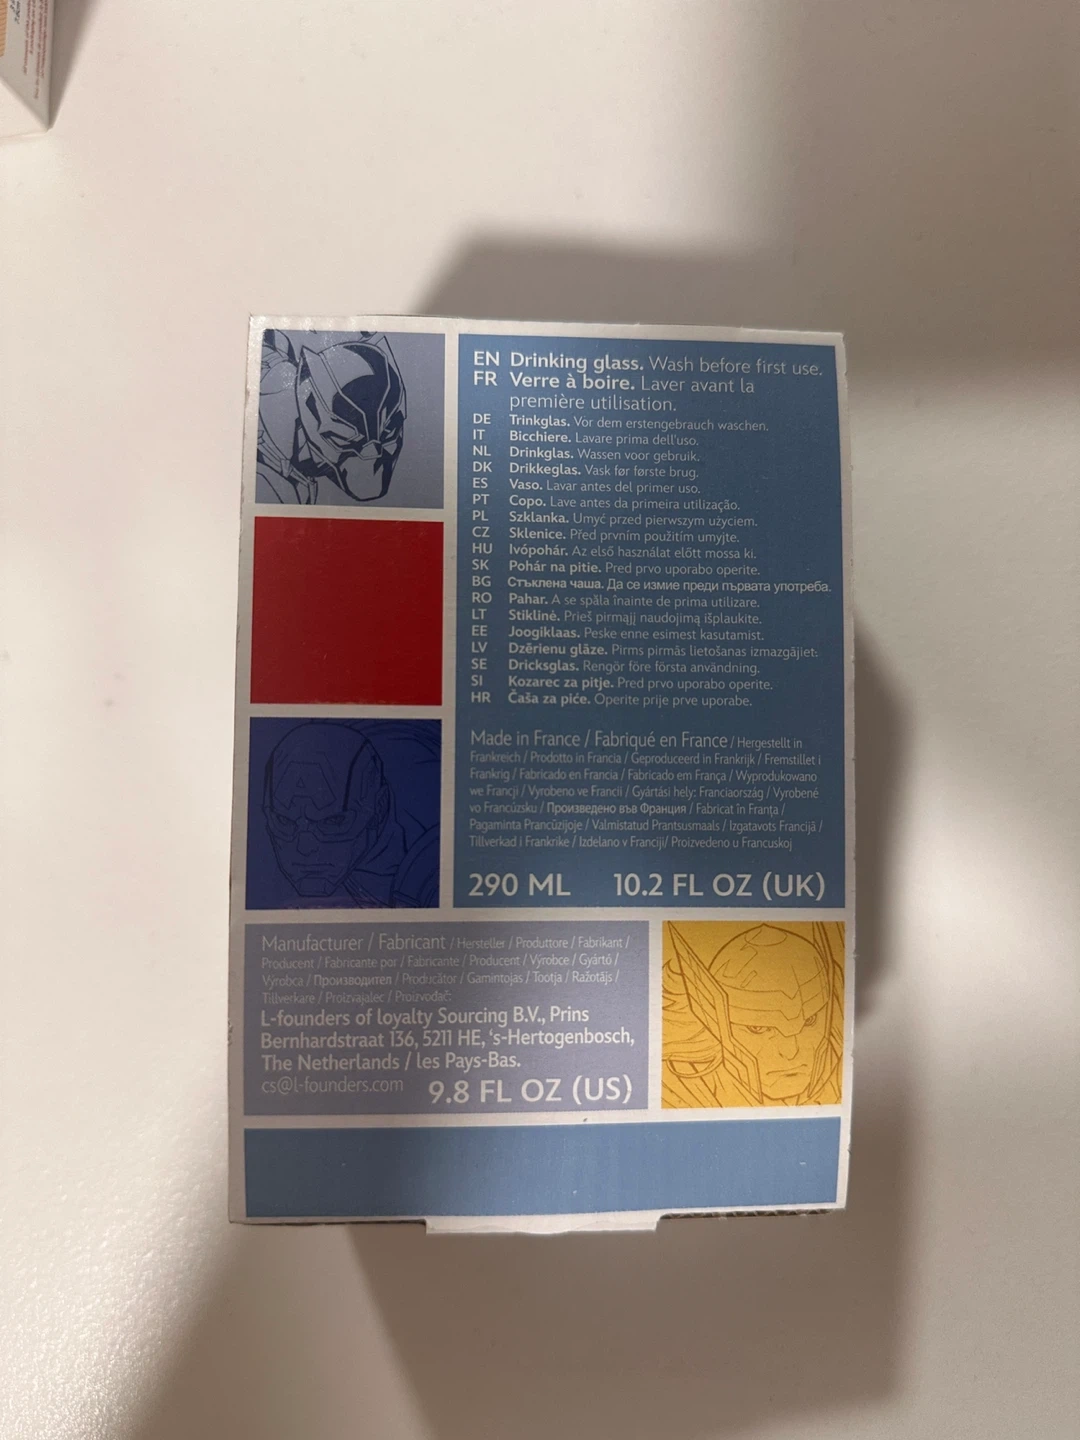 EN Drinking glass. Wash before first use.
FR Verre à boire. Laver avant la
première utilisation.
DE Trinkglas. Vor dem erstengebrauch waschen.
IT Bicchiere. Lavare prima dell'uso.
NL Drinkglas. Wassen voor gebruik.
DK Drikkeglas. Vask før første brug.
ES Vaso. Lavar antes del primer uso.
PT Copo. Lave antes da primeira utilização.
PL Szklanka. Umyć przed pierwszym użyciem.
CZ Sklenice. Před prvním použitím umyjte.
HU Ivópohár. Az első használat előtt mossa ki.
SK Pohár na pitie. Pred prvo uporabo operite.
BG Стъклена чаша. Да се измие преди първата употреба.
RO Pahar. A se spăla înainte de prima utilizare.
LT Stiklinė. Prieš pirmąjį naudojimą išplaukite.
EE Joogiklaas. Peske enne esimest kasutamist.
LV Dzērienu glāze. Pirms pirmās lietošanas izmazgājiet:
SE Dricksglas. Rengör före första användning.
SI Kozarec za pitje. Pred prvo uporabo operite.
HR Čaša za piće. Operite prije prve uporabe.
Made in France / Fabriqué en France / Hergestellt in
Frankreich / Prodotto in Francia / Geproduceerd in Frankrijk / Fremstillet i
Frankrig / Fabricado en Francia / Fabricado em França / Wyprodukowano
we Francji / Vyrobeno ve Francii / Gyártási hely: Franciaország / Vyrobené
vo Francúzsku / Произведено във Франция / Fabricat în Franța /
Pagaminta Prancūzijoje / Valmistatud Prantsusmaals / Izgatavots Francijā /
Tillverkad i Frankrike / Izdelano v Franciji/ Proizvedeno u Francuskoj
290 ML 10.2 FL OZ (UK)
Manufacturer / Fabricant / Hersteller / Produttore / Fabrikant /
Producent / Fabricante por / Fabricante / Producent / Výrobce / Gyártó /
Výrobca / Производител / Producător / Gamintojas / Tootja / Ražotājs /
Tillverkare / Proizvajalec / Proizvođač:
L-founders of loyalty Sourcing B.V., Prins
Bernhardstraat 136, 5211 HE, 's-Hertogenbosch,
The Netherlands / les Pays-Bas.
cs@l-founders.com 9.8 FL OZ (US)